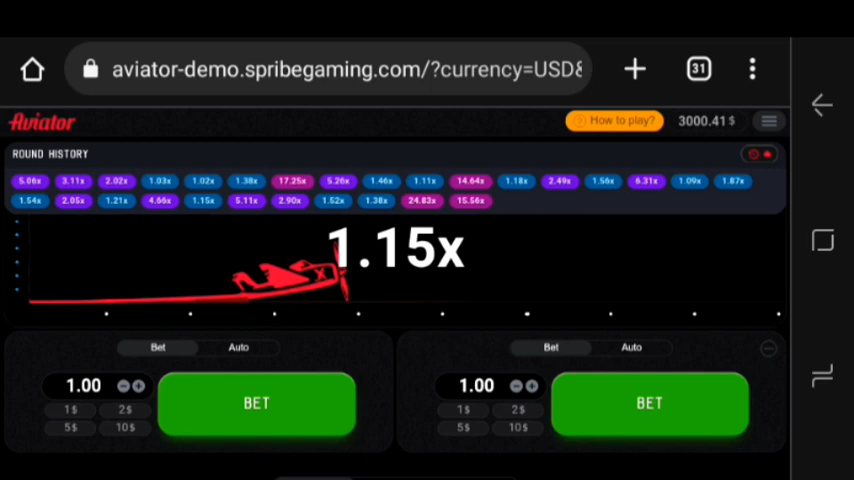 aviator-demo.spribegaming.com/?currency=USD&
31
Aviator
? How to play?
3000.41 $
ROUND HISTORY
5.06x 3.11x 2.02x 1.03x 1.02x 1.38x 17.25x 5.26x 1.46x 1.11x 14.64x 1.18x 2.49x 1.56x 6.31x 1.09x 1.87x
1.54x 2.05x 1.21x 4.66x 1.15x 5.11x 2.90x 1.52x 1.38x 24.83x 15.56x
1.15x
Bet Auto
Bet Auto
1.00
BET
1$ 2$
5$ 10$
1.00
BET
1$ 2$
5$ 10$